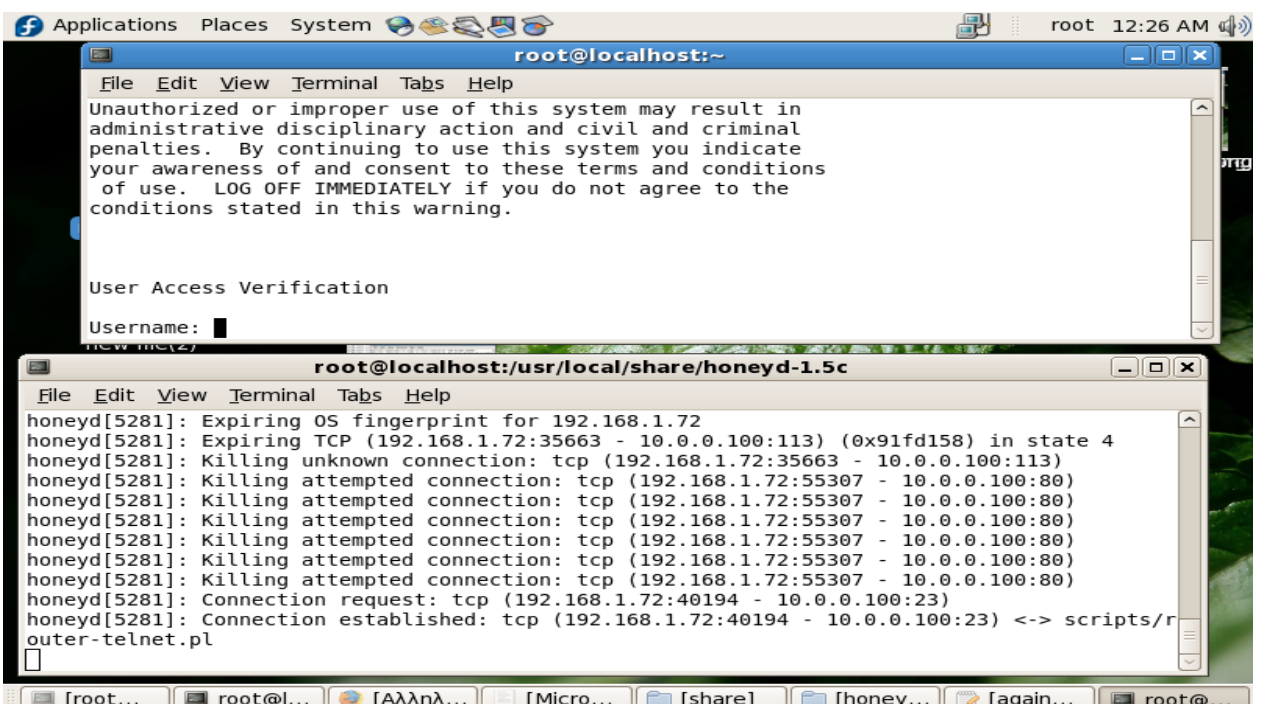 Applications Places System root 12:26 AM
root@localhost:~
File Edit View Terminal Tabs Help
Unauthorized or improper use of this system may result in
administrative disciplinary action and civil and criminal
penalties.  By continuing to use this system you indicate
your awareness of and consent to these terms and conditions
 of use.  LOG OFF IMMEDIATELY if you do not agree to the
conditions stated in this warning.
User Access Verification
Username:
root@localhost:/usr/local/share/honeyd-1.5c
File Edit View Terminal Tabs Help
honeyd[5281]: Expiring OS fingerprint for 192.168.1.72
honeyd[5281]: Expiring TCP (192.168.1.72:35663 - 10.0.0.100:113) (0x91fd158) in state 4
honeyd[5281]: Killing unknown connection: tcp (192.168.1.72:35663 - 10.0.0.100:113)
honeyd[5281]: Killing attempted connection: tcp (192.168.1.72:55307 - 10.0.0.100:80)
honeyd[5281]: Killing attempted connection: tcp (192.168.1.72:55307 - 10.0.0.100:80)
honeyd[5281]: Killing attempted connection: tcp (192.168.1.72:55307 - 10.0.0.100:80)
honeyd[5281]: Killing attempted connection: tcp (192.168.1.72:55307 - 10.0.0.100:80)
honeyd[5281]: Killing attempted connection: tcp (192.168.1.72:55307 - 10.0.0.100:80)
honeyd[5281]: Killing attempted connection: tcp (192.168.1.72:55307 - 10.0.0.100:80)
honeyd[5281]: Connection request: tcp (192.168.1.72:40194 - 10.0.0.100:23)
honeyd[5281]: Connection established: tcp (192.168.1.72:40194 - 10.0.0.100:23) <-> scripts/r
outer-telnet.pl
[root... root@l... [Αλληλ... [Micro... [share] [honey... [again... root@...